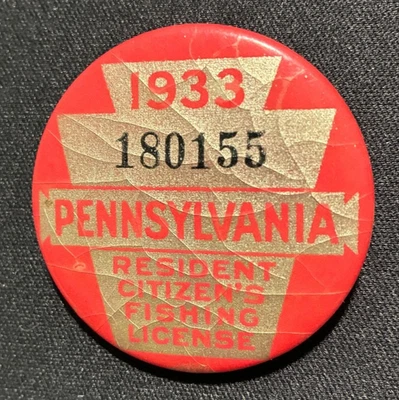 1933
180155
PENNSYLVANIA
RESIDENT
CITIZEN'S
FISHING
LICENSE